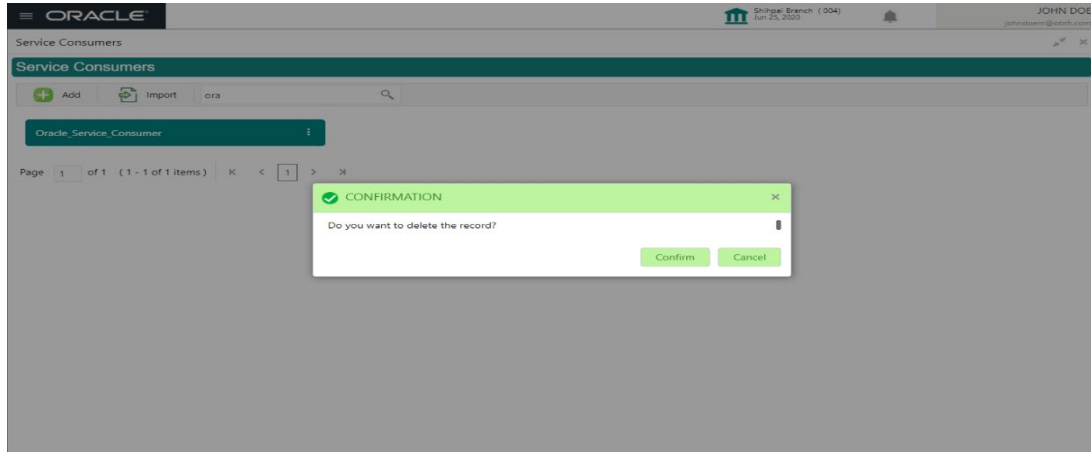 ORACLE
Shihpai Branch ( 004)
Jun 25, 2020
JOHN DOE
Service Consumers
Service Consumers
Add
Import
ora
Oracle_Service_Consumer
Page 1 of 1 ( 1 - 1 of 1 items ) K < 1 > >|
CONFIRMATION
Do you want to delete the record?
Confirm
Cancel